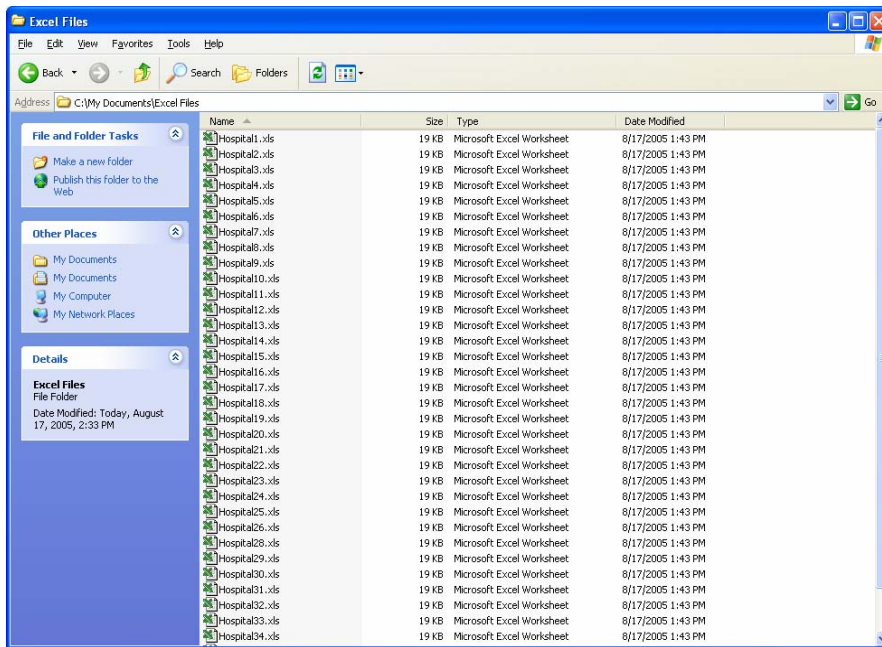 Excel Files
File Edit View Favorites Tools Help
Back Search Folders
Address C:\My Documents\Excel Files Go
File and Folder Tasks
Make a new folder
Publish this folder to the
Web
Other Places
My Documents
My Documents
My Computer
My Network Places
Details
Excel Files
File Folder
Date Modified: Today, August
17, 2005, 2:33 PM
Name Size Type Date Modified
Hospital1.xls 19 KB Microsoft Excel Worksheet 8/17/2005 1:43 PM
Hospital2.xls 19 KB Microsoft Excel Worksheet 8/17/2005 1:43 PM
Hospital3.xls 19 KB Microsoft Excel Worksheet 8/17/2005 1:43 PM
Hospital4.xls 19 KB Microsoft Excel Worksheet 8/17/2005 1:43 PM
Hospital5.xls 19 KB Microsoft Excel Worksheet 8/17/2005 1:43 PM
Hospital6.xls 19 KB Microsoft Excel Worksheet 8/17/2005 1:43 PM
Hospital7.xls 19 KB Microsoft Excel Worksheet 8/17/2005 1:43 PM
Hospital8.xls 19 KB Microsoft Excel Worksheet 8/17/2005 1:43 PM
Hospital9.xls 19 KB Microsoft Excel Worksheet 8/17/2005 1:43 PM
Hospital10.xls 19 KB Microsoft Excel Worksheet 8/17/2005 1:43 PM
Hospital11.xls 19 KB Microsoft Excel Worksheet 8/17/2005 1:43 PM
Hospital12.xls 19 KB Microsoft Excel Worksheet 8/17/2005 1:43 PM
Hospital13.xls 19 KB Microsoft Excel Worksheet 8/17/2005 1:43 PM
Hospital14.xls 19 KB Microsoft Excel Worksheet 8/17/2005 1:43 PM
Hospital15.xls 19 KB Microsoft Excel Worksheet 8/17/2005 1:43 PM
Hospital16.xls 19 KB Microsoft Excel Worksheet 8/17/2005 1:43 PM
Hospital17.xls 19 KB Microsoft Excel Worksheet 8/17/2005 1:43 PM
Hospital18.xls 19 KB Microsoft Excel Worksheet 8/17/2005 1:43 PM
Hospital19.xls 19 KB Microsoft Excel Worksheet 8/17/2005 1:43 PM
Hospital20.xls 19 KB Microsoft Excel Worksheet 8/17/2005 1:43 PM
Hospital21.xls 19 KB Microsoft Excel Worksheet 8/17/2005 1:43 PM
Hospital22.xls 19 KB Microsoft Excel Worksheet 8/17/2005 1:43 PM
Hospital23.xls 19 KB Microsoft Excel Worksheet 8/17/2005 1:43 PM
Hospital24.xls 19 KB Microsoft Excel Worksheet 8/17/2005 1:43 PM
Hospital25.xls 19 KB Microsoft Excel Worksheet 8/17/2005 1:43 PM
Hospital26.xls 19 KB Microsoft Excel Worksheet 8/17/2005 1:43 PM
Hospital28.xls 19 KB Microsoft Excel Worksheet 8/17/2005 1:43 PM
Hospital29.xls 19 KB Microsoft Excel Worksheet 8/17/2005 1:43 PM
Hospital30.xls 19 KB Microsoft Excel Worksheet 8/17/2005 1:43 PM
Hospital31.xls 19 KB Microsoft Excel Worksheet 8/17/2005 1:43 PM
Hospital32.xls 19 KB Microsoft Excel Worksheet 8/17/2005 1:43 PM
Hospital33.xls 19 KB Microsoft Excel Worksheet 8/17/2005 1:43 PM
Hospital34.xls 19 KB Microsoft Excel Worksheet 8/17/2005 1:43 PM